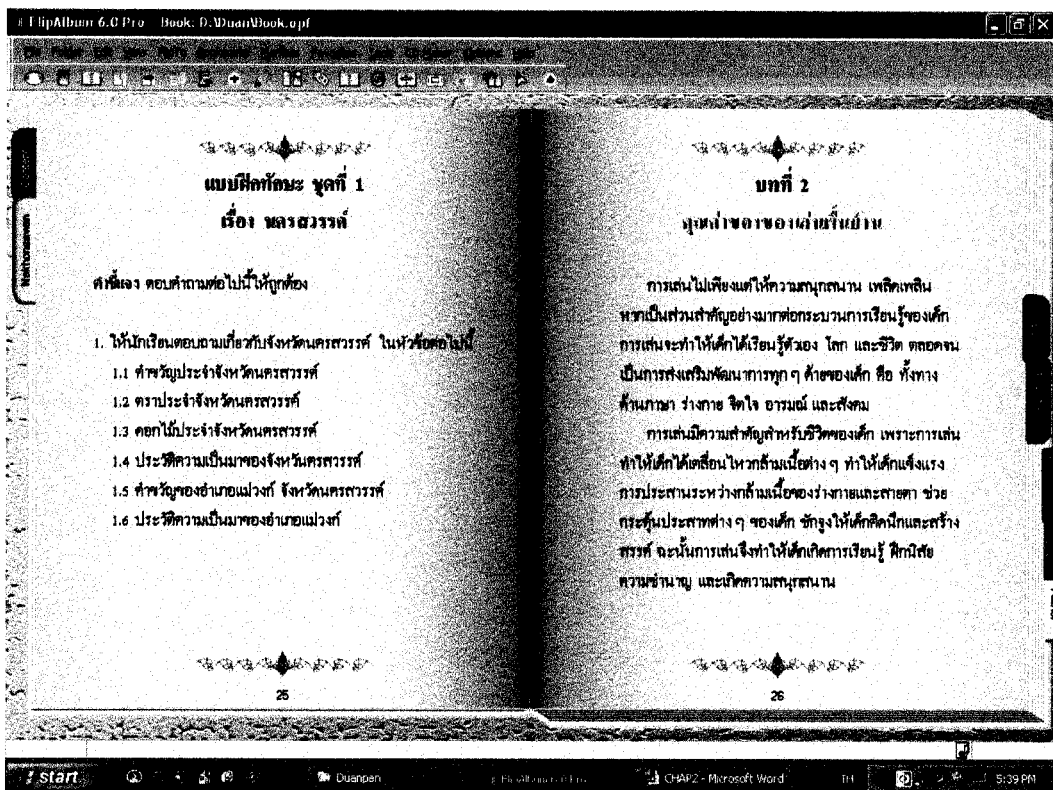 FlipAlbum 6.0 Pro Book: D:\Duan\Book.opf
แบบฝึกทักษะ ชุดที่ 1
เรื่อง นครสวรรค์
คำชี้แจง ตอบคำถามต่อไปนี้ให้ถูกต้อง
1. ให้นักเรียนตอบถามเกี่ยวกับจังหวัดนครสวรรค์ ในหัวข้อต่อไปนี้
1.1 คำขวัญประจำจังหวัดนครสวรรค์
1.2 ตราประจำจังหวัดนครสวรรค์
1.3 ดอกไม้ประจำจังหวัดนครสวรรค์
1.4 ประวัติความเป็นมาของจังหวันครสวรรค์
1.5 คำขวัญของอำเภอแม่วงก์ จังหวัดนครสวรรค์
1.6 ประวัติความเป็นมาของอำเภอแม่วงก์
25
บทที่ 2
คุณค่าของการเล่นพื้นบ้าน
การเล่นไม่เพียงแต่ให้ความสนุกสนาน เพลิดเพลิน
หากเป็นส่วนสำคัญอย่างมากต่อกระบวนการเรียนรู้ของเด็ก
การเล่นจะทำให้เด็กได้เรียนรู้ตัวเอง โลก และชีวิต ตลอดจน
เป็นการส่งเสริมพัฒนาการทุก ๆ ด้ายของเด็ก คือ ทั้งทาง
ด้านภาษา ร่างกาย จิตใจ อารมณ์ และสังคม
การเล่นมีความสำคัญสำหรับชีวิตของเด็ก เพราะการเล่น
ทำให้เด็กได้เคลื่อนไหวกล้ามเนื้อต่าง ๆ ทำให้เด็กแข็งแรง
การประสานระหว่างกล้ามเนื้อของร่างกายและสายตา ช่วย
กระตุ้นประสาทต่าง ๆ ของเด็ก ชักจูงให้เด็กคิดนึกและสร้าง
สรรค์ ฉะนั้นการเล่นจึงทำให้เด็กเกิดการเรียนรู้ ฝึกนิสัย
ความชำนาญ และเกิดความสนุกสนาน
26
start Duanpan FlipAlbum 6.0 Pro CHAP2 - Microsoft Word TH 5:39 PM